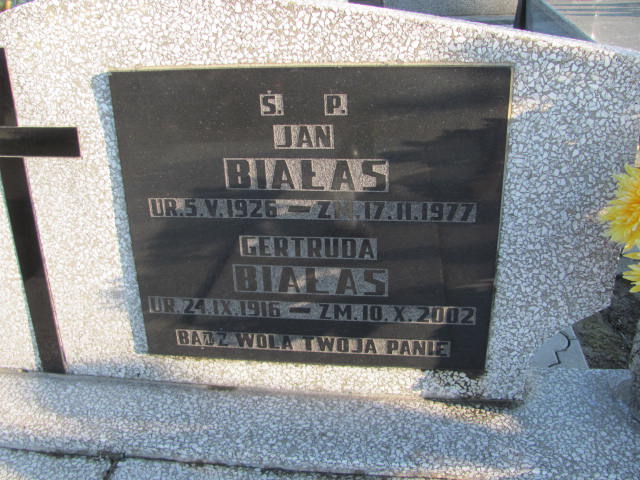 Ś. P.
JAN
BIAŁAS
UR.5.V.1926 — ZM.17.II.1977
GERTRUDA
BIAŁAS
UR.24.IX.1916 — ZM.10.X.2002
BĄDŹ WOLA TWOJA PANIE